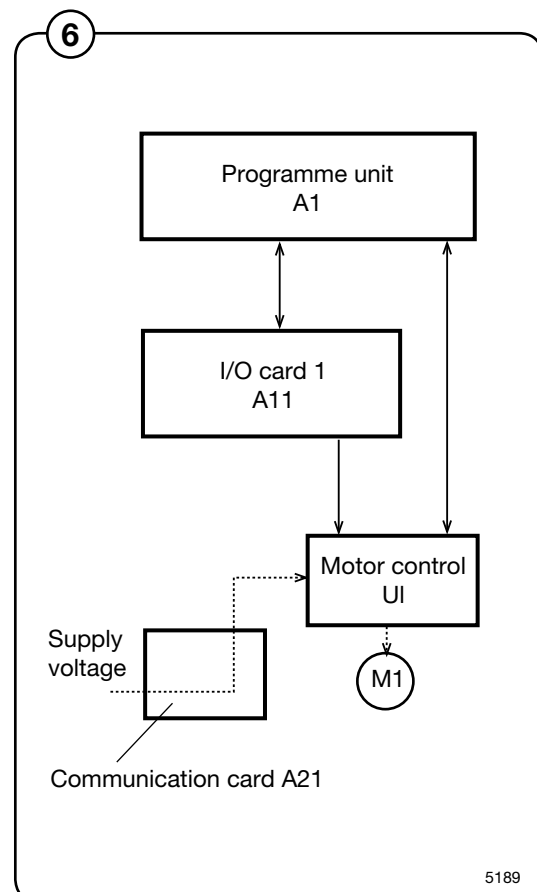 6
Programme unit
A1
I/O card 1
A11
Motor control
UI
Supply
voltage
M1
Communication card A21
5189